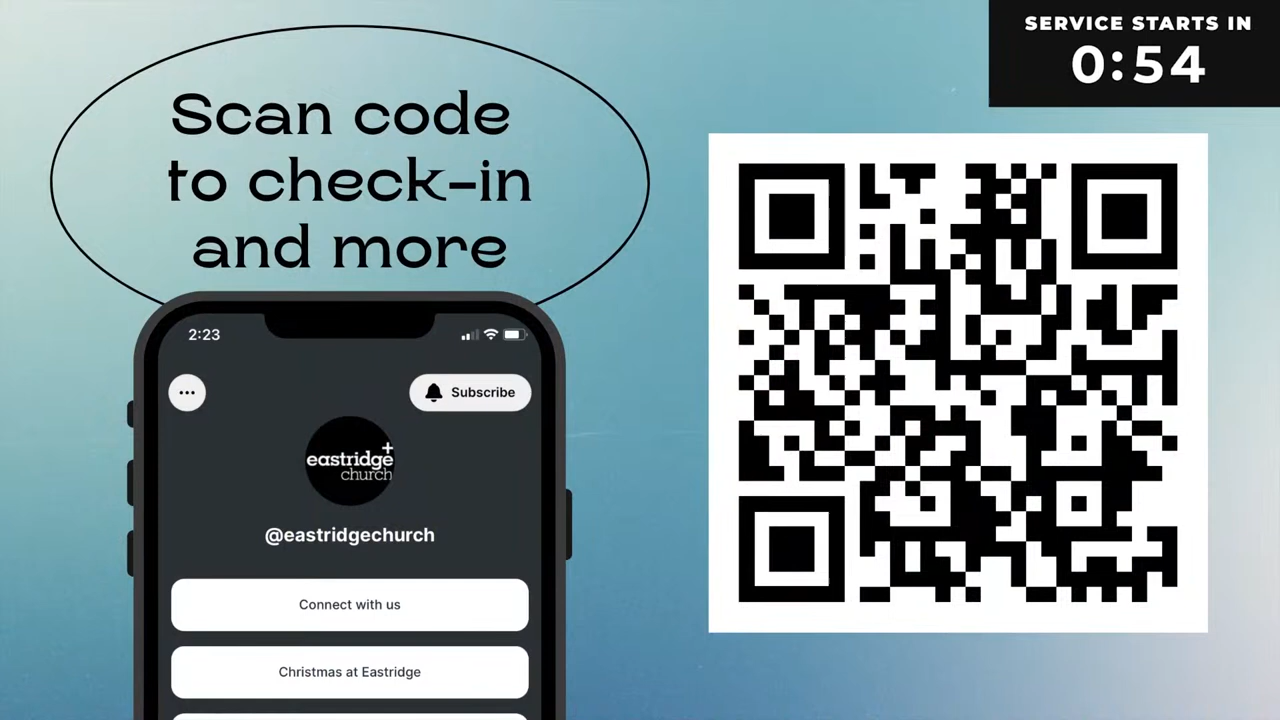 SERVICE STARTS IN
0:54
Scan code
to check-in
and more
2:23
Subscribe
eastridge
church
@eastridgechurch
Connect with us
Christmas at Eastridge